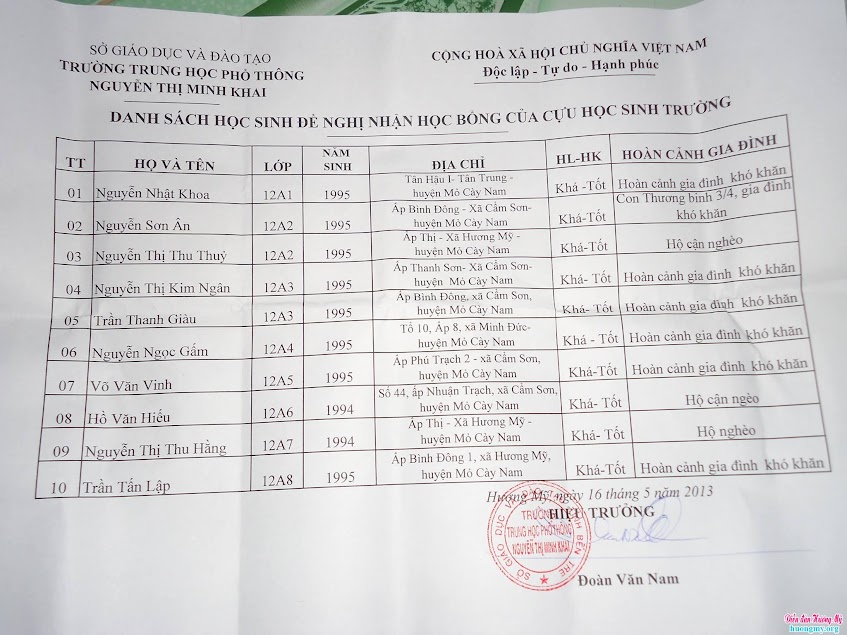 SỞ GIÁO DỤC VÀ ĐÀO TẠO
TRƯỜNG TRUNG HỌC PHỔ THÔNG
NGUYỄN THỊ MINH KHAI
CỘNG HOÀ XÃ HỘI CHỦ NGHĨA VIỆT NAM
Độc lập - Tự do - Hạnh phúc
DANH SÁCH HỌC SINH ĐỀ NGHỊ NHẬN HỌC BỔNG CỦA CỰU HỌC SINH TRƯỜNG
TT HỌ VÀ TÊN LỚP NĂM SINH ĐỊA CHỈ HL-HK HOÀN CẢNH GIA ĐÌNH
01 Nguyễn Nhật Khoa 12A1 1995 Tân Hậu I- Tân Trung - huyện Mỏ Cày Nam Khá -Tốt Hoàn cảnh gia đình khó khăn
02 Nguyễn Sơn Ân 12A2 1995 Ấp Bình Đông - Xã Cẩm Sơn- huyện Mỏ Cày Nam Khá -Tốt Con Thương binh 3/4, gia đình khó khăn
03 Nguyễn Thị Thu Thuỷ 12A2 1995 Ấp Thị - Xã Hương Mỹ - huyện Mỏ Cày Nam Khá-Tốt Hộ cận nghèo
04 Nguyễn Thị Kim Ngân 12A3 1995 Ấp Thanh Sơn- Xã Cẩm Sơn- huyện Mỏ Cày Nam Khá- Tốt Hoàn cảnh gia đình khó khăn
05 Trần Thanh Giàu 12A3 1995 Ấp Bình Đông, xã Cẩm Sơn, huyện Mỏ Cày Nam Khá- Tốt Hoàn cảnh gia đình khó khăn
06 Nguyễn Ngọc Gấm 12A4 1995 Tổ 10, Ấp 8, xã Minh Đức- huyện Mỏ Cày Nam Khá - Tốt Hoàn cảnh gia đình khó khăn
07 Võ Văn Vinh 12A5 1995 Ấp Phú Trạch 2 - xã Cẩm Sơn, huyện Mỏ Cày Nam Khá-Tốt Hoàn cảnh gia đình khó khăn
08 Hồ Văn Hiếu 12A6 1994 Số 44, ấp Nhuận Trạch, xã Cẩm Sơn, huyện Mỏ Cày Nam Khá- Tốt Hộ cận ngèo
09 Nguyễn Thị Thu Hằng 12A7 1994 Ấp Thị - Xã Hương Mỹ - huyện Mỏ Cày Nam Khá- Tốt Hộ nghèo
10 Trần Tấn Lập 12A8 1995 Ấp Bình Đông 1, xã Hương Mỹ, huyện Mỏ Cày Nam Khá-Tốt Hoàn cảnh gia đình khó khăn
Hương Mỹ, ngày 16 tháng 5 năm 2013
HIỆU TRƯỞNG
TRƯỜNG
TRUNG HỌC PHỔ THÔNG
NGUYỄN THỊ MINH KHAI
SỞ GIÁO DỤC VÀ BẾN TRE
Đoàn Văn Nam
Diễn đàn Hương Mỹ
huongmy.org